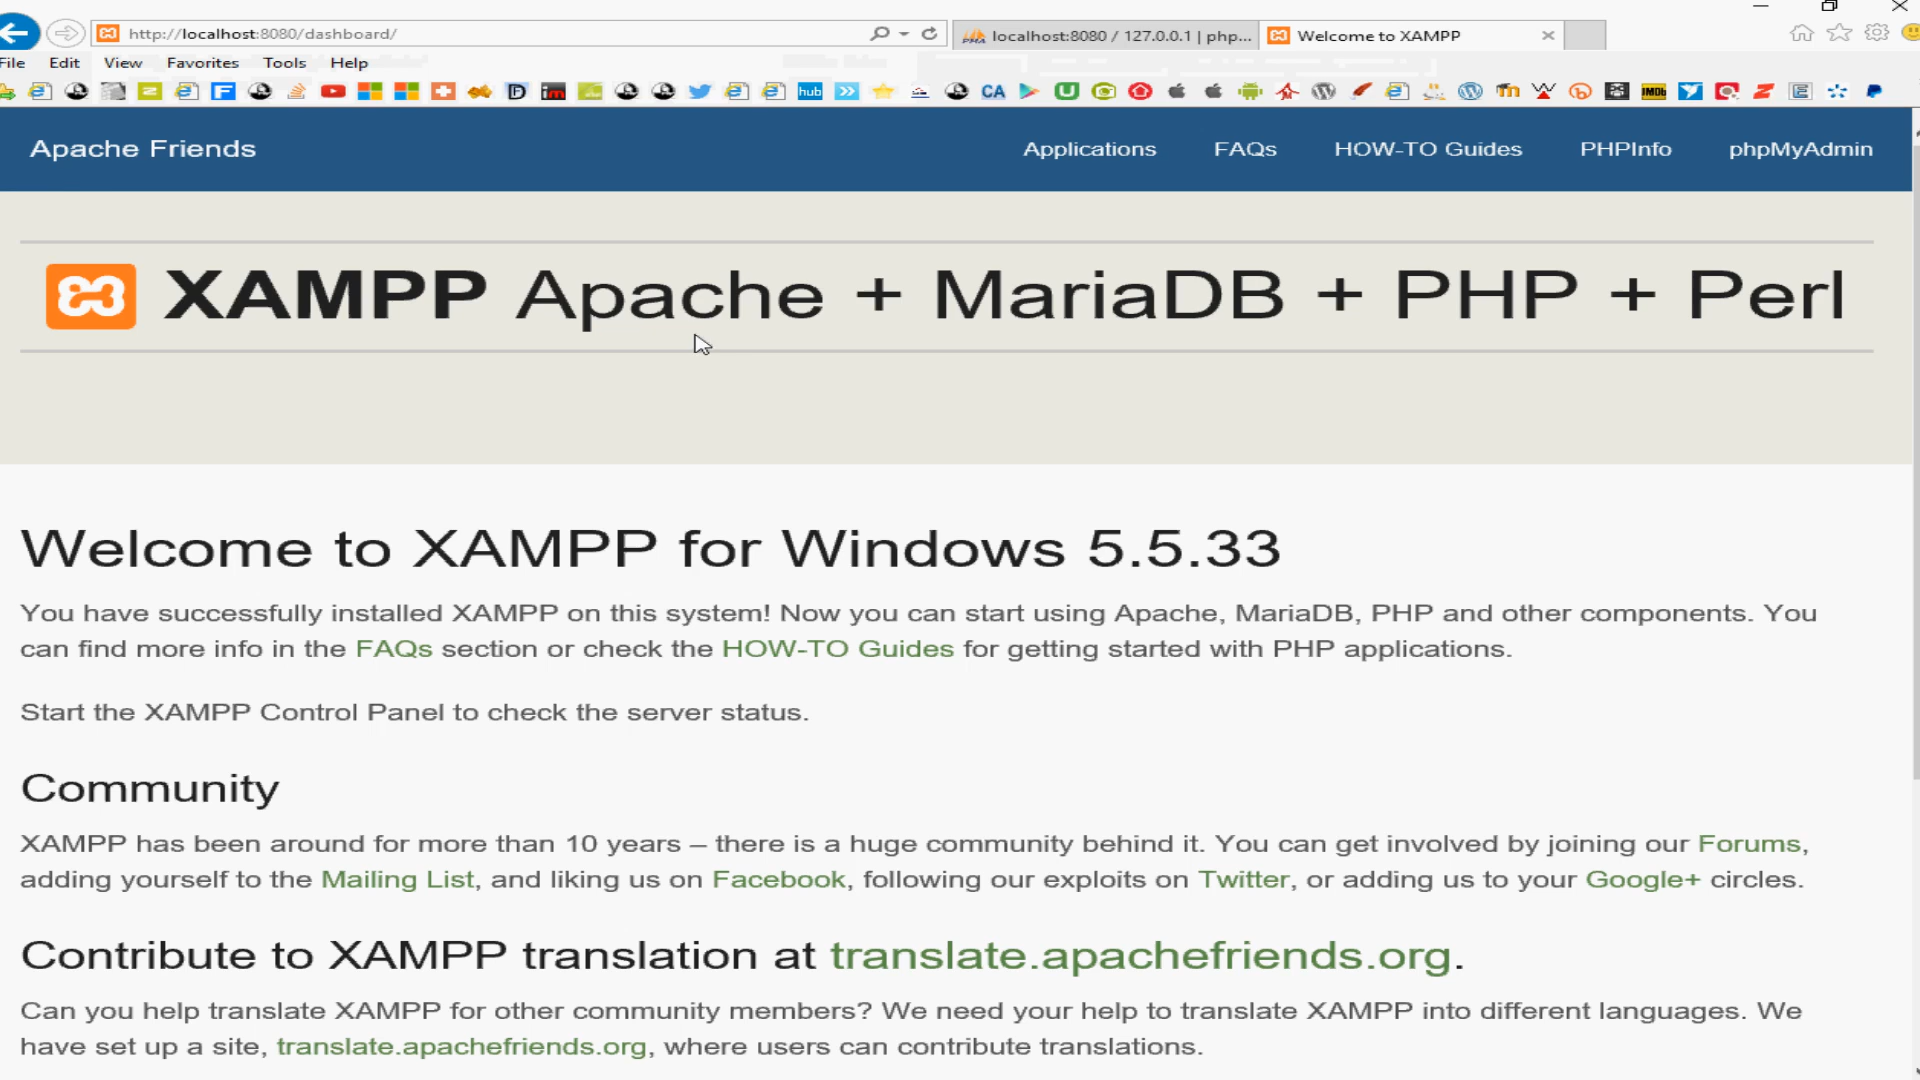 http://localhost:8080/dashboard/
localhost:8080 / 127.0.0.1 | php...
Welcome to XAMPP
File Edit View Favorites Tools Help
hub
CA
IMDb
Apache Friends
Applications
FAQs
HOW-TO Guides
PHPInfo
phpMyAdmin
XAMPP Apache + MariaDB + PHP + Perl
Welcome to XAMPP for Windows 5.5.33
You have successfully installed XAMPP on this system! Now you can start using Apache, MariaDB, PHP and other components. You
can find more info in the FAQs section or check the HOW-TO Guides for getting started with PHP applications.
Start the XAMPP Control Panel to check the server status.
Community
XAMPP has been around for more than 10 years – there is a huge community behind it. You can get involved by joining our Forums,
adding yourself to the Mailing List, and liking us on Facebook, following our exploits on Twitter, or adding us to your Google+ circles.
Contribute to XAMPP translation at translate.apachefriends.org.
Can you help translate XAMPP for other community members? We need your help to translate XAMPP into different languages. We
have set up a site, translate.apachefriends.org, where users can contribute translations.